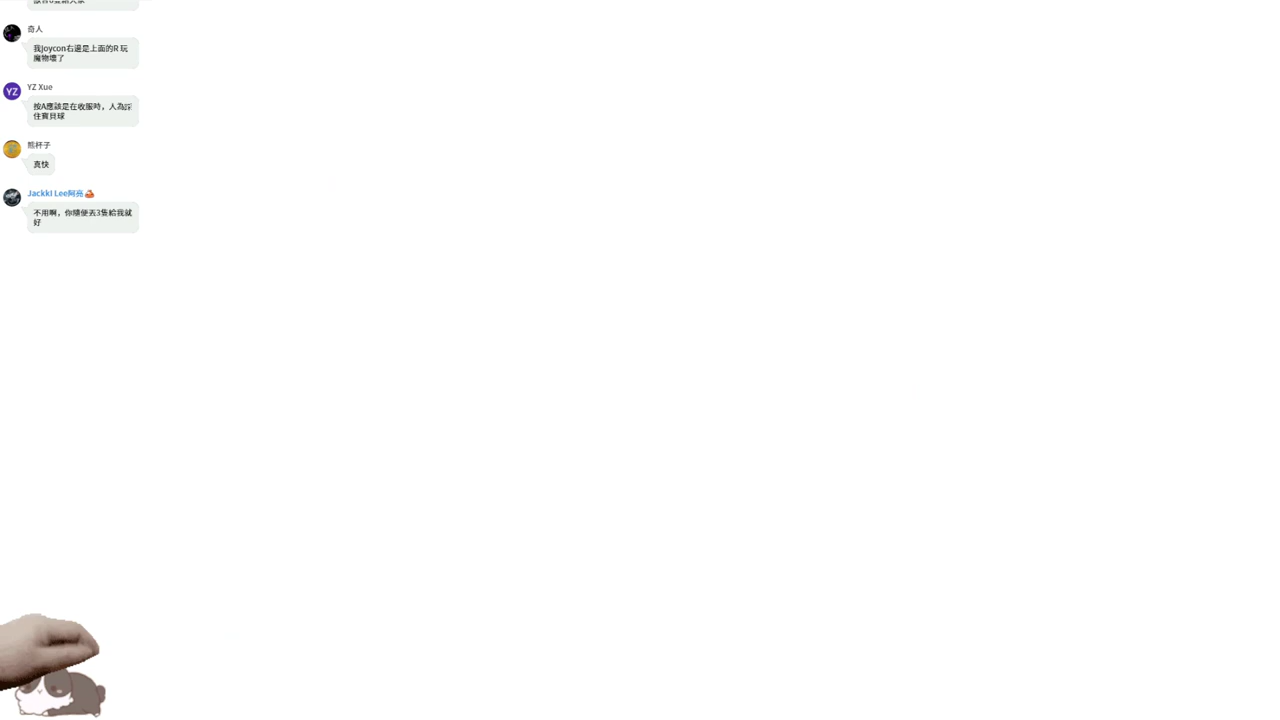 奇人
我Joycon右邊是上面的R 玩
魔物壞了
YZ
YZ Xue
按A應該是在收服時，人為踩
住寶貝球
熊杯子
真快
JackkI Lee阿亮
不用啊，你隨便丟3隻給我就
好